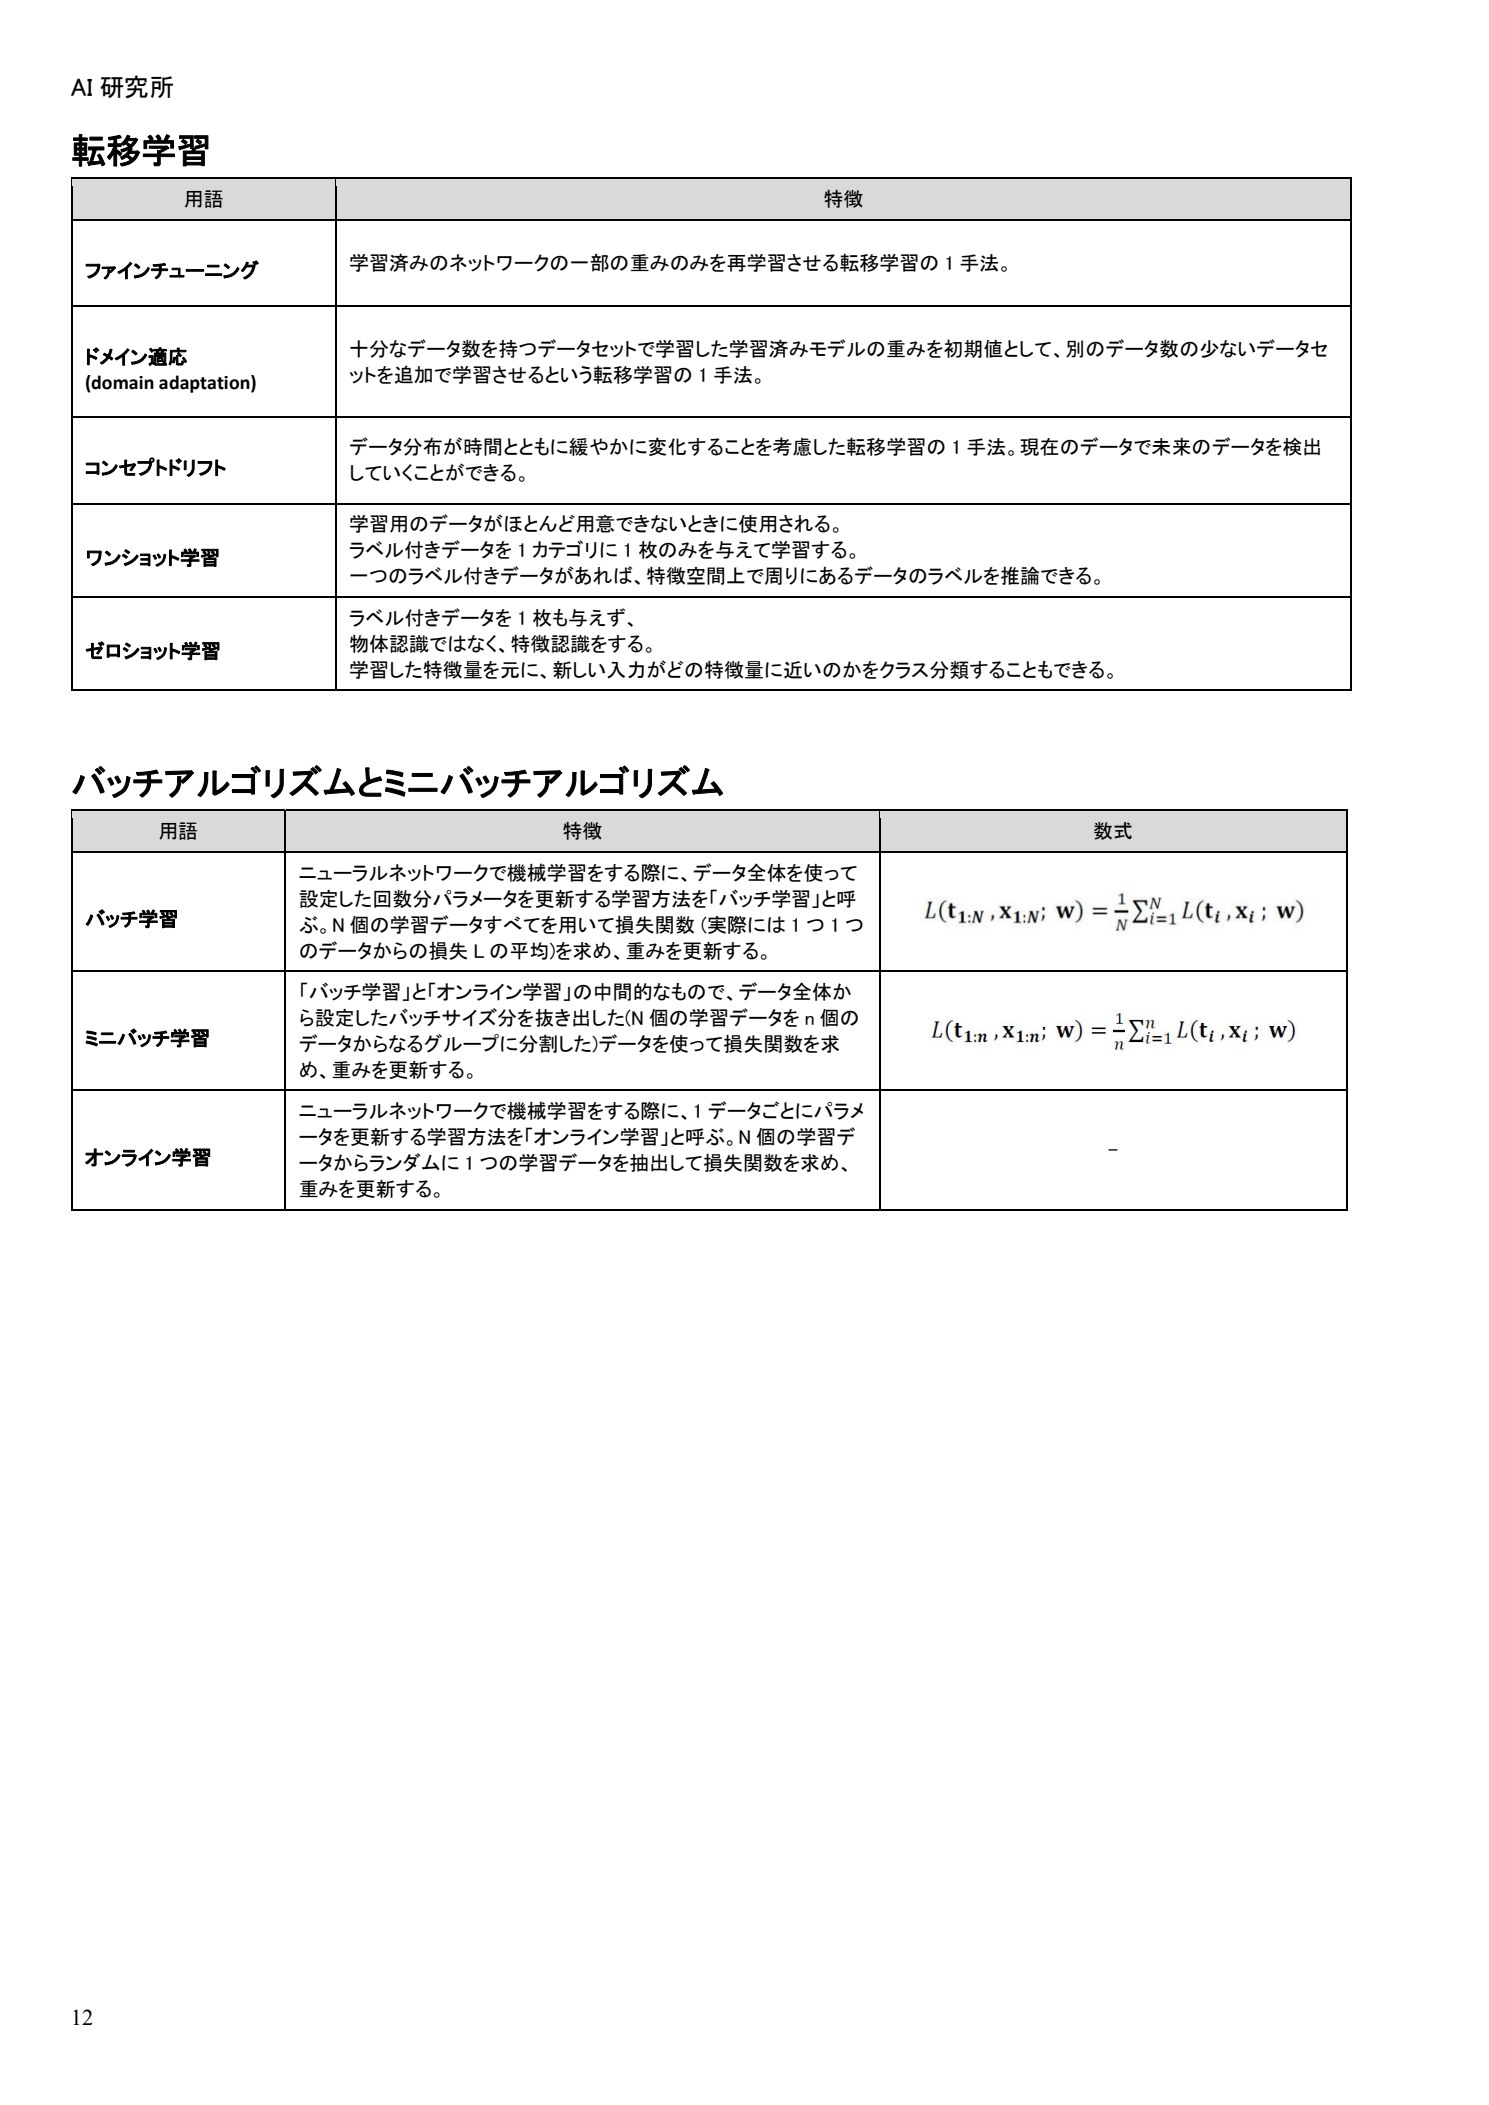 AI 研究所
転移学習
用語 特徴
ファインチューニング
学習済みのネットワークの一部の重みのみを再学習させる転移学習の 1 手法。
ドメイン適応
(domain adaptation)
十分なデータ数を持つデータセットで学習した学習済みモデルの重みを初期値として、別のデータ数の少ないデータセ
ットを追加で学習させるという転移学習の 1 手法。
コンセプトドリフト
データ分布が時間とともに緩やかに変化することを考慮した転移学習の 1 手法。現在のデータで未来のデータを検出
していくことができる。
ワンショット学習
学習用のデータがほとんど用意できないときに使用される。
ラベル付きデータを 1 カテゴリに 1 枚のみを与えて学習する。
一つのラベル付きデータがあれば、特徴空間上で周りにあるデータのラベルを推論できる。
ゼロショット学習
ラベル付きデータを 1 枚も与えず、
物体認識ではなく、特徴認識をする。
学習した特徴量を元に、新しい入力がどの特徴量に近いのかをクラス分類することもできる。
バッチアルゴリズムとミニバッチアルゴリズム
用語 特徴 数式
バッチ学習
ニューラルネットワークで機械学習をする際に、データ全体を使って
設定した回数分パラメータを更新する学習方法を「バッチ学習」と呼
ぶ。N 個の学習データすべてを用いて損失関数 (実際には 1 つ 1 つ
のデータからの損失 L の平均)を求め、重みを更新する。
L(t_{1:N} , x_{1:N}; w) = \frac{1}{N} ∑_{i=1}^{N} L(t_i , x_i ; w)
ミニバッチ学習
「バッチ学習」と「オンライン学習」の中間的なもので、データ全体か
ら設定したバッチサイズ分を抜き出した(N 個の学習データを n 個の
データからなるグループに分割した)データを使って損失関数を求
め、重みを更新する。
L(t_{1:n} , x_{1:n}; w) = \frac{1}{n} ∑_{i=1}^{n} L(t_i , x_i ; w)
オンライン学習
ニューラルネットワークで機械学習をする際に、1 データごとにパラメ
ータを更新する学習方法を「オンライン学習」と呼ぶ。N 個の学習デ
ータからランダムに 1 つの学習データを抽出して損失関数を求め、
重みを更新する。
–
12